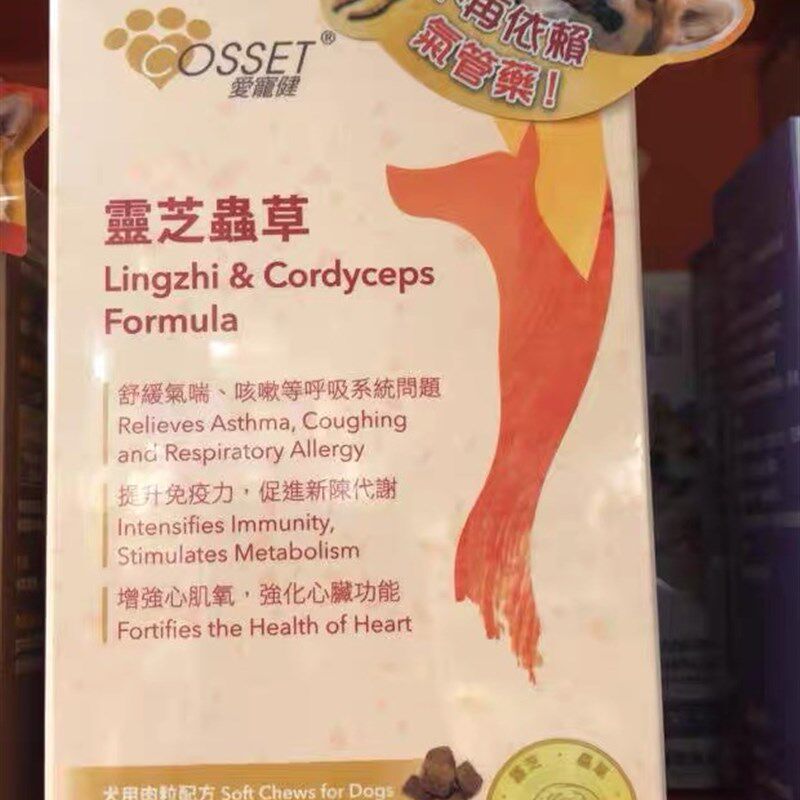 再依賴
氣管藥！
COSSET®
愛寵健
靈芝蟲草
Lingzhi & Cordyceps
Formula
舒緩氣喘、咳嗽等呼吸系統問題
Relieves Asthma, Coughing
and Respiratory Allergy
提升免疫力，促進新陳代謝
Intensifies Immunity,
Stimulates Metabolism
增強心肌氧，強化心臟功能
Fortifies the Health of Heart
犬用肉粒配方 Soft Chews for Dogs
靈芝・蟲草